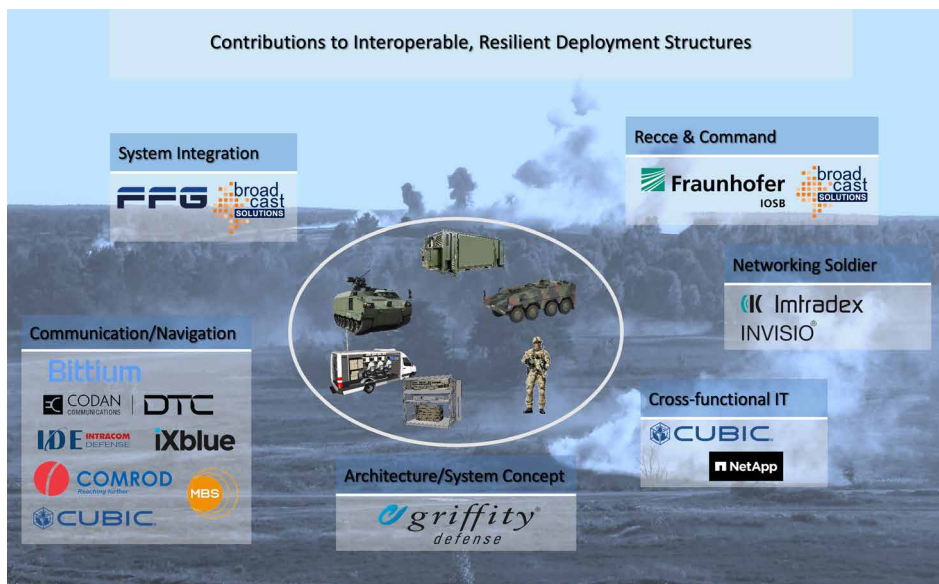 Contributions to Interoperable, Resilient Deployment Structures
System Integration
FFG
broad
cast
SOLUTIONS
Recce & Command
Fraunhofer
IOSB
broad
cast
SOLUTIONS
Networking Soldier
Imtradex
INVISIO®
Communication/Navigation
Bittium
CODAN
COMMUNICATIONS
DTC
IDE INTRACOM
DEFENSE
iXblue
COMROD
Reaching further
MBS
CUBIC
Cross-functional IT
CUBIC
NetApp
Architecture/System Concept
griffity®
defense